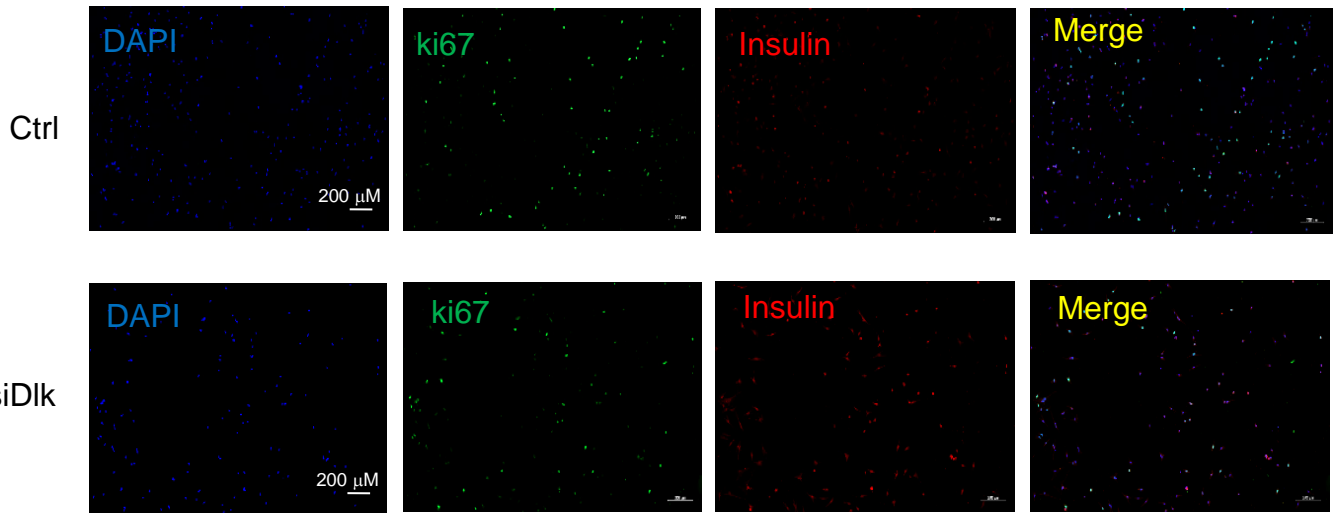 DAPI
ki67
Insulin
Merge
Ctrl
200 μM
DAPI
ki67
Insulin
Merge
siDlk
200 μM